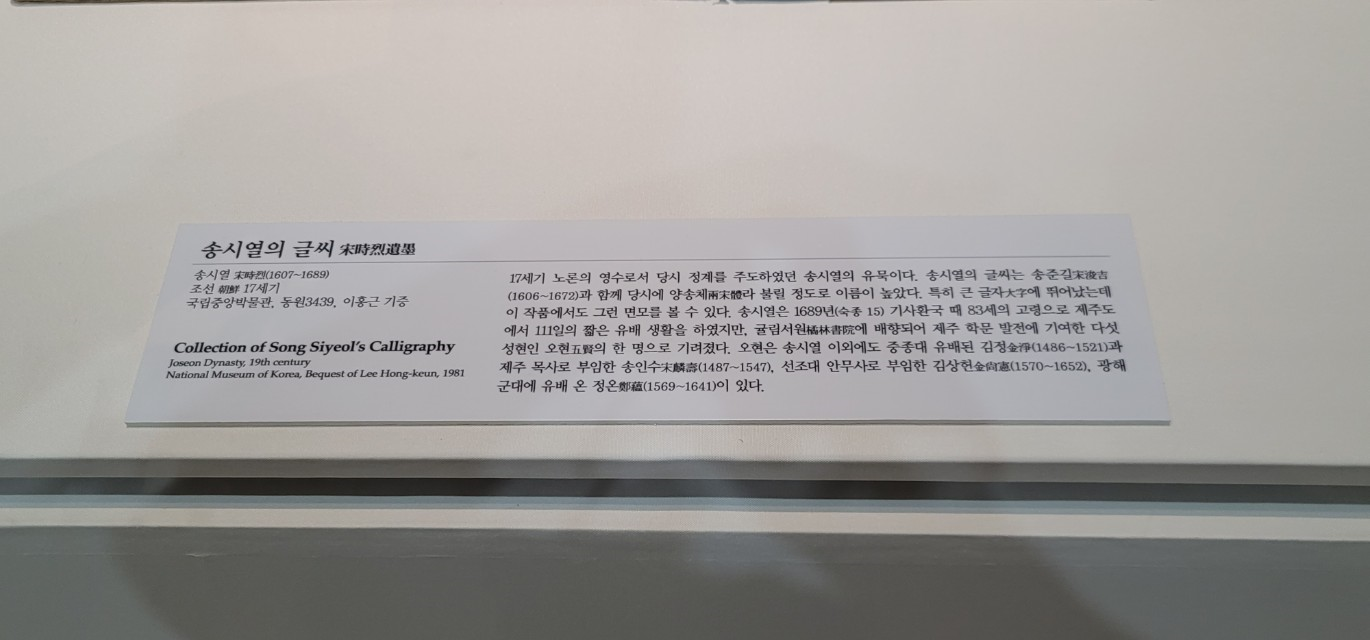 송시열의 글씨 宋時烈遺墨
송시열 宋時烈(1607~1689)
조선 朝鮮 17세기
국립중앙박물관, 동원3439, 이홍근 기증
Collection of Song Siyeol's Calligraphy
Joseon Dynasty, 19th century
National Museum of Korea, Bequest of Lee Hong-keun, 1981
17세기 노론의 영수로서 당시 정계를 주도하였던 송시열의 유묵이다. 송시열의 글씨는 송준길宋浚吉
(1606~1672)과 함께 당시에 양송체兩宋體라 불릴 정도로 이름이 높았다. 특히 큰 글자大字에 뛰어났는데
이 작품에서도 그런 면모를 볼 수 있다. 송시열은 1689년(숙종 15) 기사환국 때 83세의 고령으로 제주도
에서 111일의 짧은 유배 생활을 하였지만, 귤림서원橘林書院에 배향되어 제주 학문 발전에 기여한 다섯
성현인 오현五賢의 한 명으로 기려졌다. 오현은 송시열 이외에도 중종대 유배된 김정金淨(1486~1521)과
제주 목사로 부임한 송인수宋麟壽(1487~1547), 선조대 안무사로 부임한 김상헌金尙憲(1570~1652), 광해
군대에 유배 온 정온鄭蘊(1569~1641)이 있다.